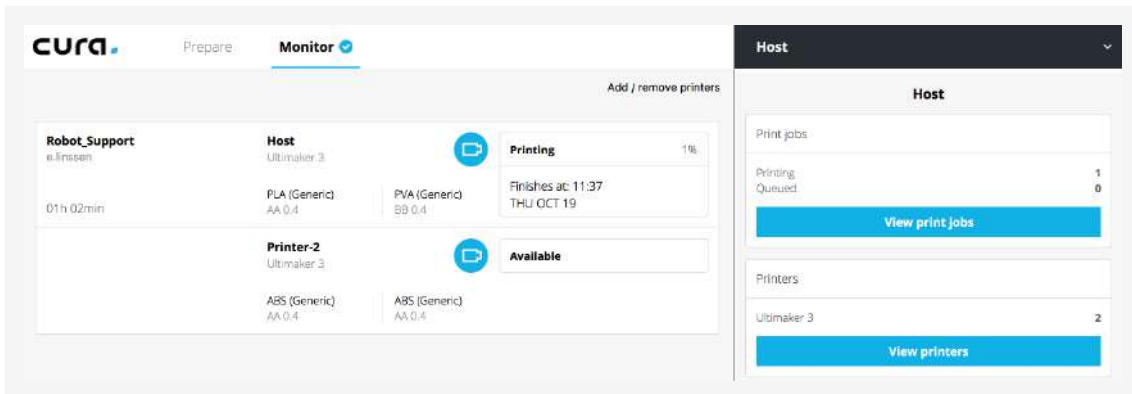 cura.
Prepare
Monitor
Host
Add / remove printers
Robot_Support
e.linssen
01h 02min
Host
Ultimaker 3
PLA (Generic)
AA 0.4
PVA (Generic)
BB 0.4
Printing 1%
Finishes at: 11:37
THU OCT 19
Printer-2
Ultimaker 3
ABS (Generic)
AA 0.4
ABS (Generic)
AA 0.4
Available
Host
Print jobs
Printing 1
Queued 0
View print jobs
Printers
Ultimaker 3 2
View printers